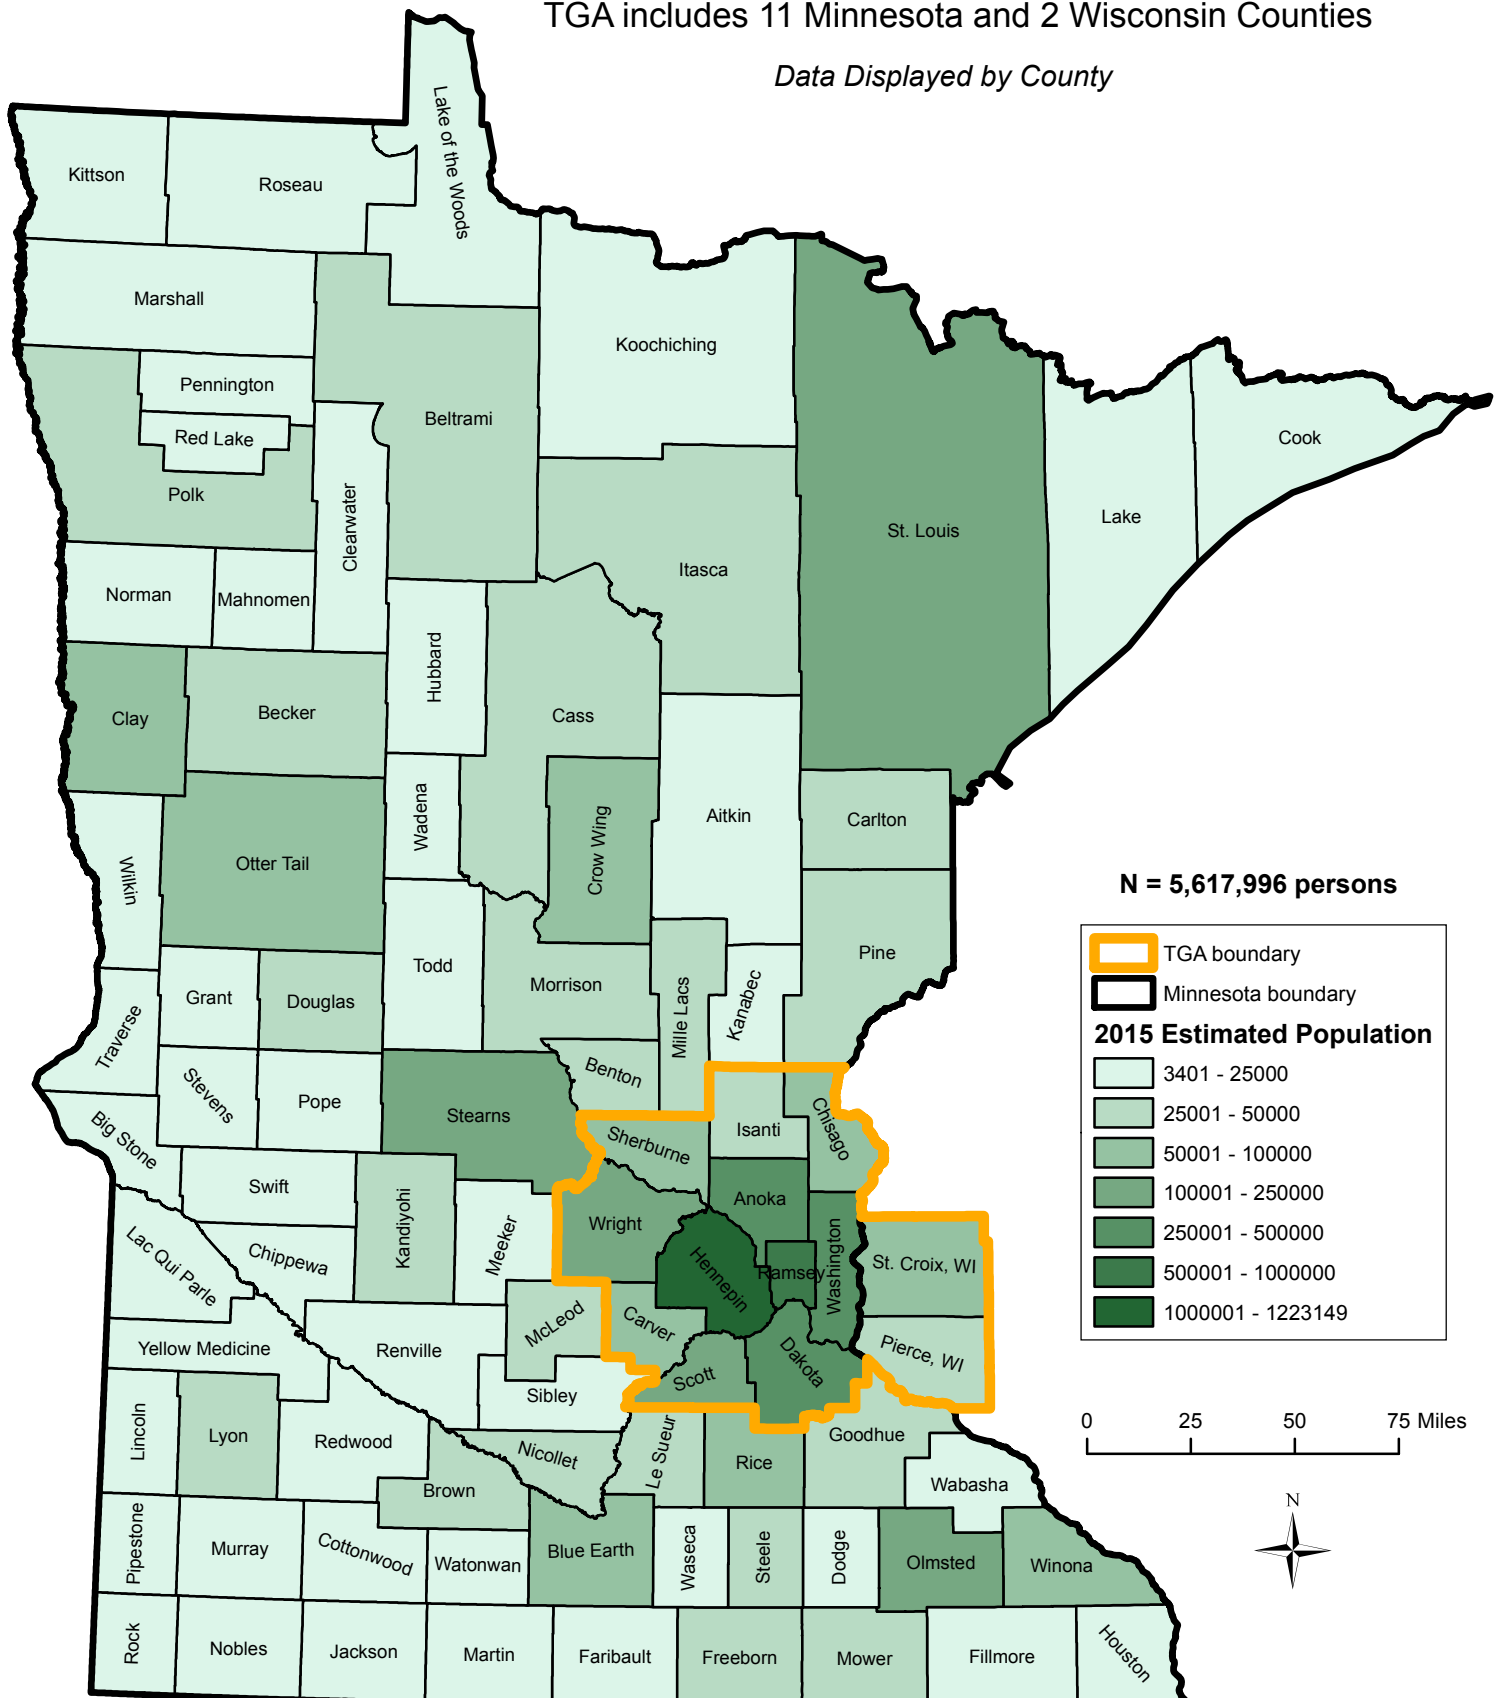 TGA includes 11 Minnesota and 2 Wisconsin Counties
Data Displayed by County
Lake of the Woods
Kittson
Roseau
Marshall
Koochiching
Pennington
Beltrami
Red Lake
Cook
Polk
Clearwater
Lake
St. Louis
Itasca
Norman
Mahnomen
Hubbard
Clay
Becker
Cass
Wadena
Aitkin
Carlton
Crow Wing
Otter Tail
Wilkin
N = 5,617,996 persons
Pine
TGA boundary
Todd
Morrison
Minnesota boundary
Grant
Douglas
Mille Lacs
Kanabec
2015 Estimated Population
Traverse
Benton
3401 - 25000
Stevens
Pope
Stearns
25001 - 50000
Big Stone
Isanti
Chisago
Sherburne
50001 - 100000
Swift
Anoka
100001 - 250000
Wright
Kandiyohi
Meeker
250001 - 500000
Lac Qui Parle
Chippewa
Hennepin
Ramsey
Washington
St. Croix, WI
500001 - 1000000
1000001 - 1223149
McLeod
Carver
Yellow Medicine
Renville
Dakota
Pierce, WI
Scott
Sibley
0 25 50 75 Miles
Lincoln
Lyon
Redwood
Nicollet
Le Sueur
Rice
Goodhue
Brown
Wabasha
N
Pipestone
Murray
Cottonwood
Watonwan
Blue Earth
Waseca
Steele
Dodge
Olmsted
Winona
Rock
Nobles
Jackson
Martin
Faribault
Freeborn
Mower
Fillmore
Houston